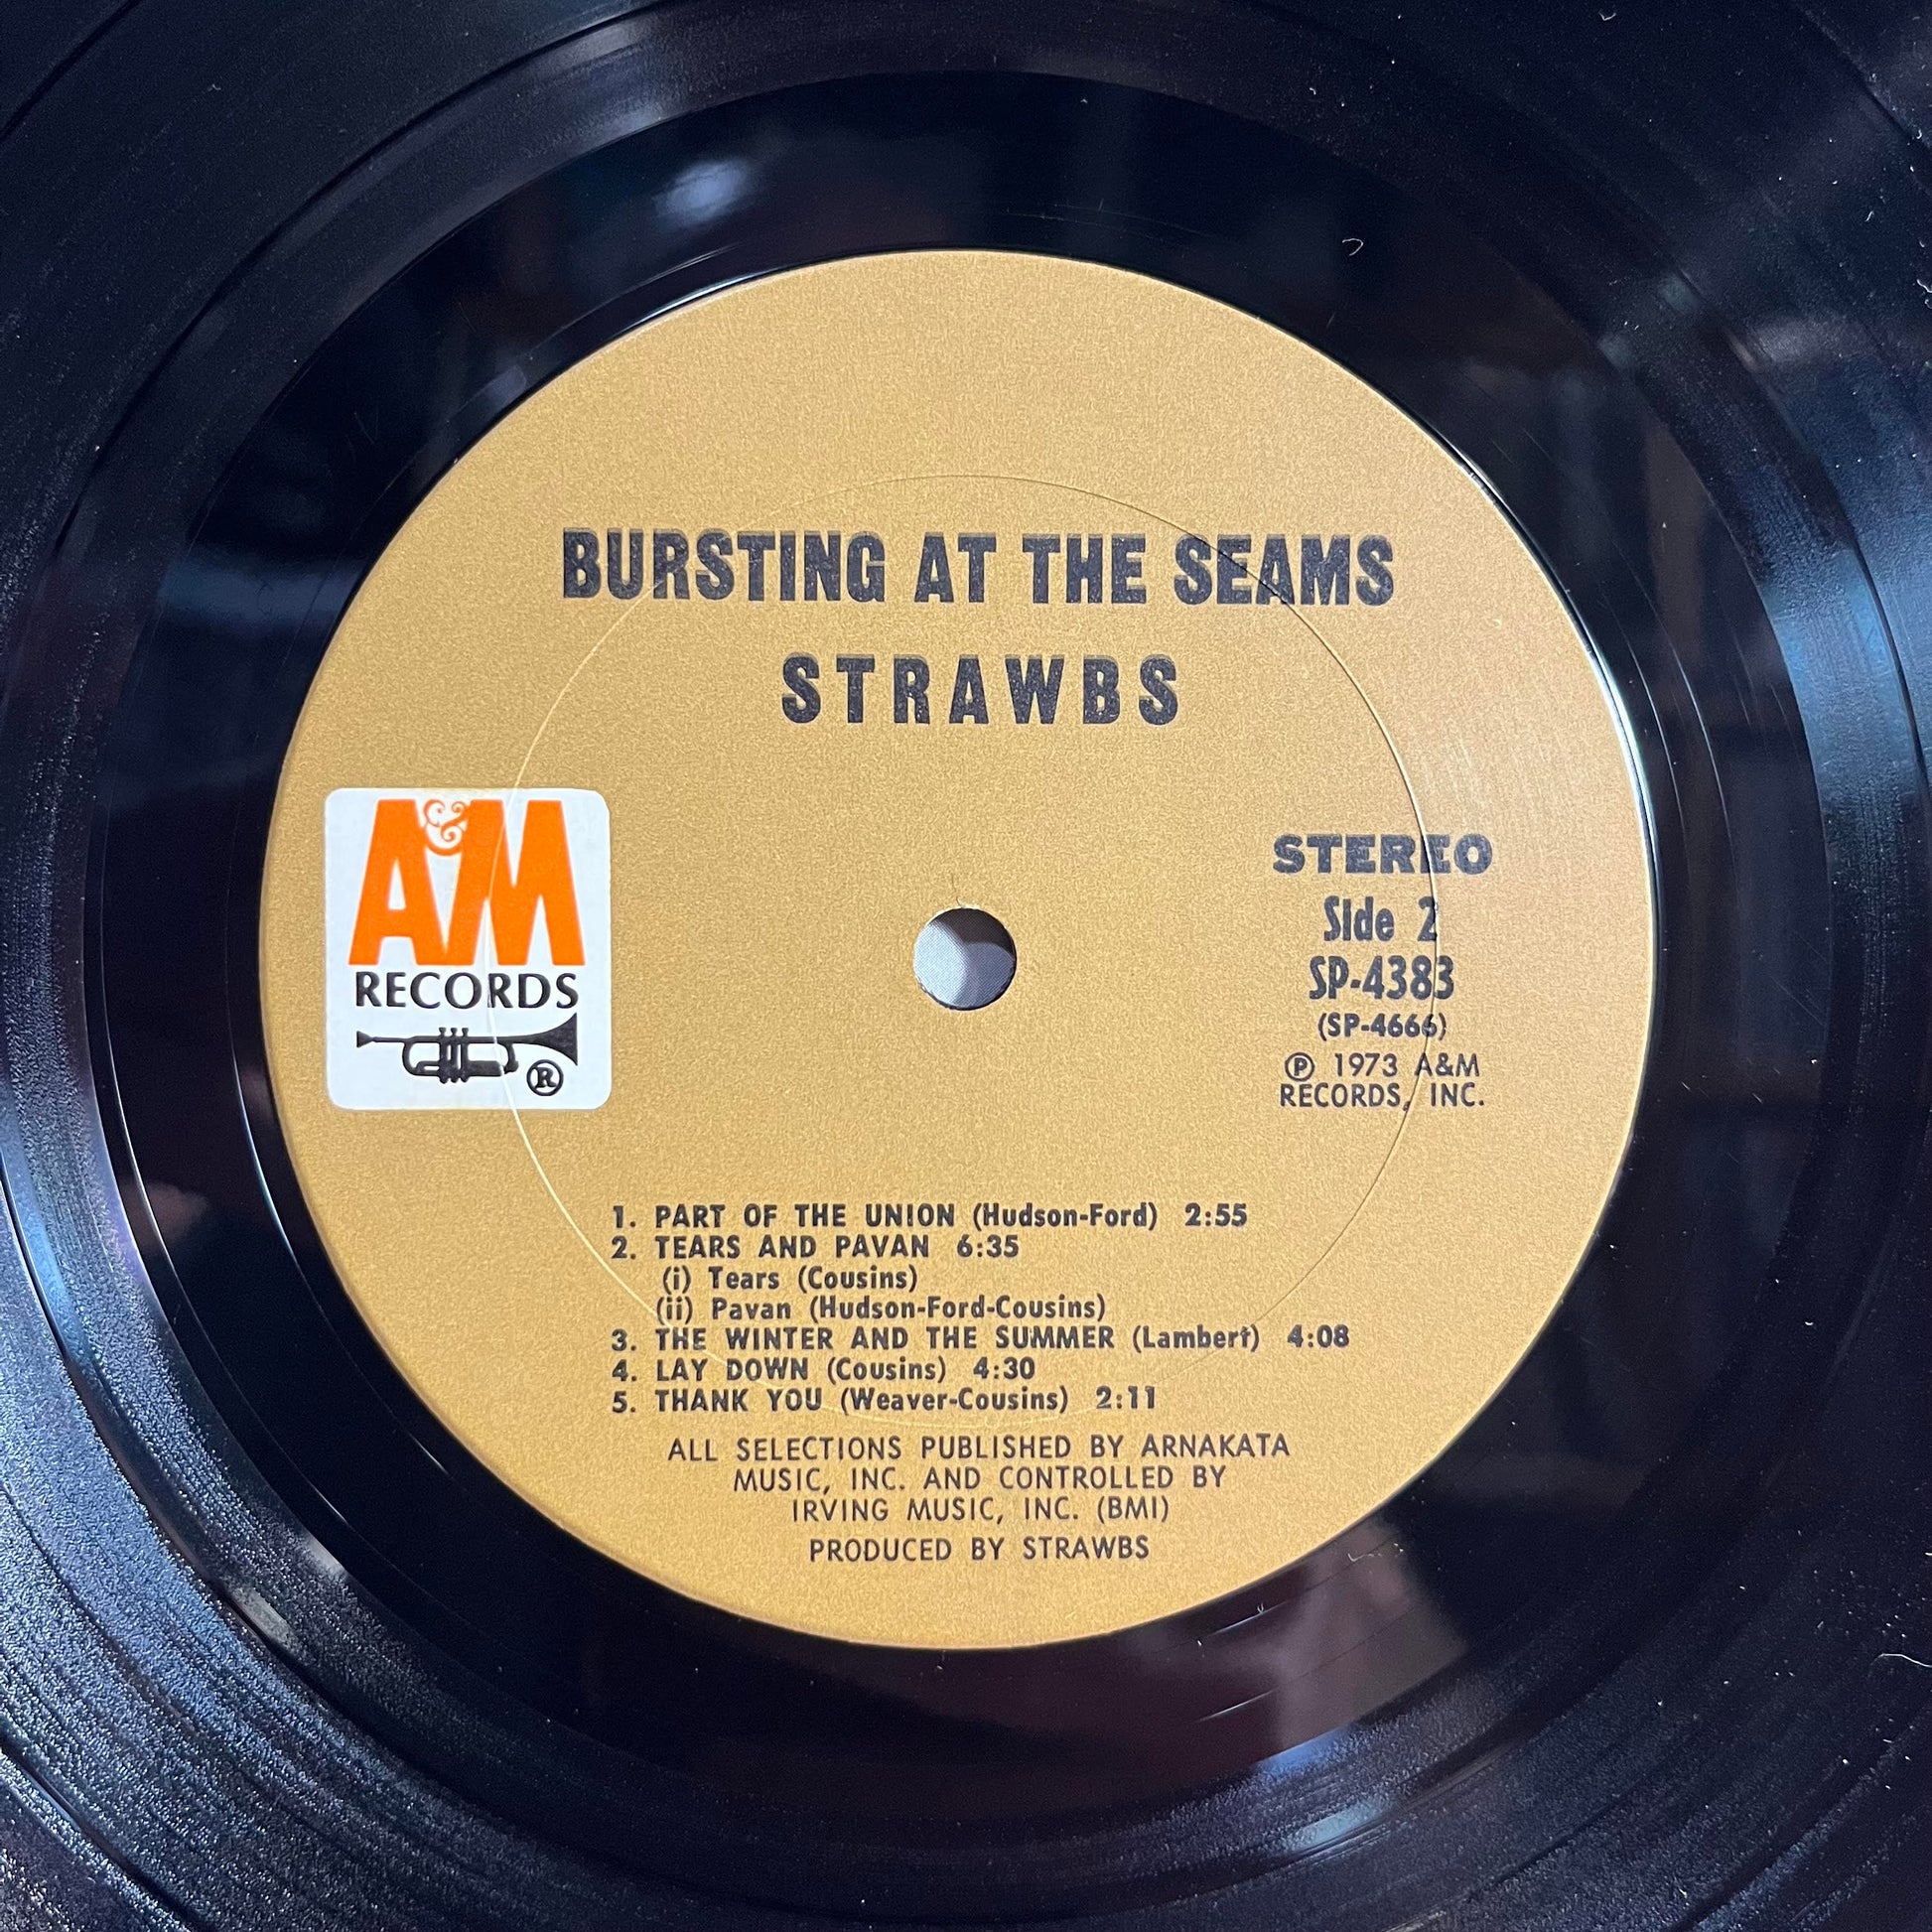 BURSTING AT THE SEAMS
STRAWBS
A&M
RECORDS
®
STEREO
Side 2
SP-4383
(SP-4666)
℗ 1973 A&M
RECORDS, INC.
1. PART OF THE UNION (Hudson-Ford) 2:55
2. TEARS AND PAVAN 6:35
(i) Tears (Cousins)
(ii) Pavan (Hudson-Ford-Cousins)
3. THE WINTER AND THE SUMMER (Lambert) 4:08
4. LAY DOWN (Cousins) 4:30
5. THANK YOU (Weaver-Cousins) 2:11
ALL SELECTIONS PUBLISHED BY ARNAKATA
MUSIC, INC. AND CONTROLLED BY
IRVING MUSIC, INC. (BMI)
PRODUCED BY STRAWBS